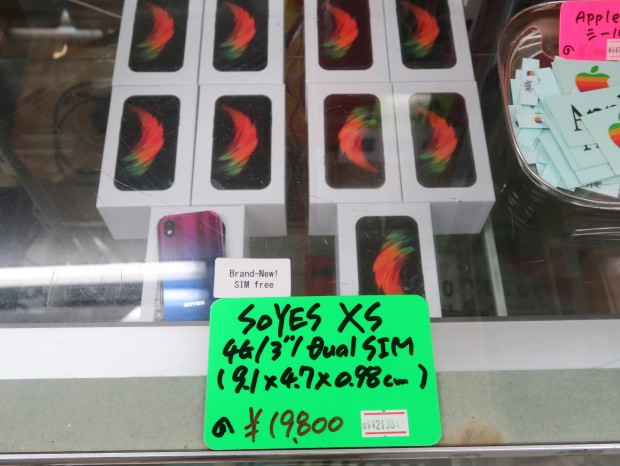 Apple
Brand-New!
SIM free
SOYES XS
4G/3"/Dual SIM
(9.1×4.7×0.98cm)
¥19,800